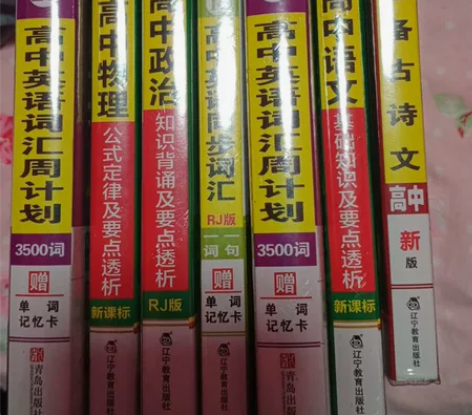 高中英语词汇周计划
3500词
赠
单词
记忆卡
青岛出版社
高中物理
公式定律及要点透析
新课标
辽宁教育出版社
高中政治
知识背诵及要点透析
RJ版
辽宁教育出版社
高中英语同步词汇
RJ版
词句
赠
单词
记忆卡
辽宁教育出版社
高中英语词汇周计划
3500词
赠
单词
记忆卡
青岛出版社
高中语文
基础知识及要点透析
新课标
辽宁教育出版社
备古诗文
高中
新版
辽宁教育出版社